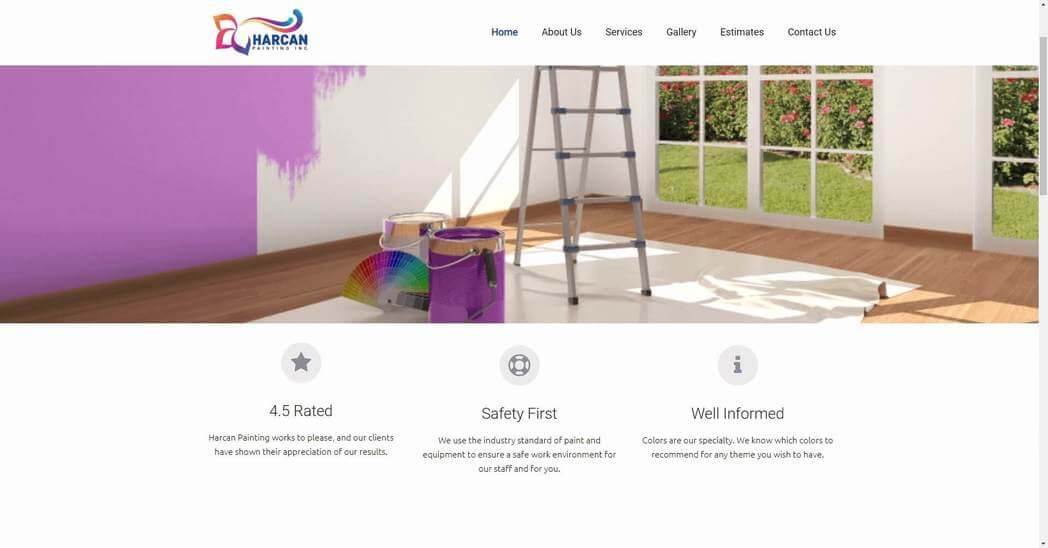 HARCAN
PAINTING INC
Home
About Us
Services
Gallery
Estimates
Contact Us
4.5 Rated
Harcan Painting works to please, and our clients
have shown their appreciation of our results.
Safety First
We use the industry standard of paint and
equipment to ensure a safe work environment for
our staff and for you.
Well Informed
Colors are our specialty. We know which colors to
recommend for any theme you wish to have.